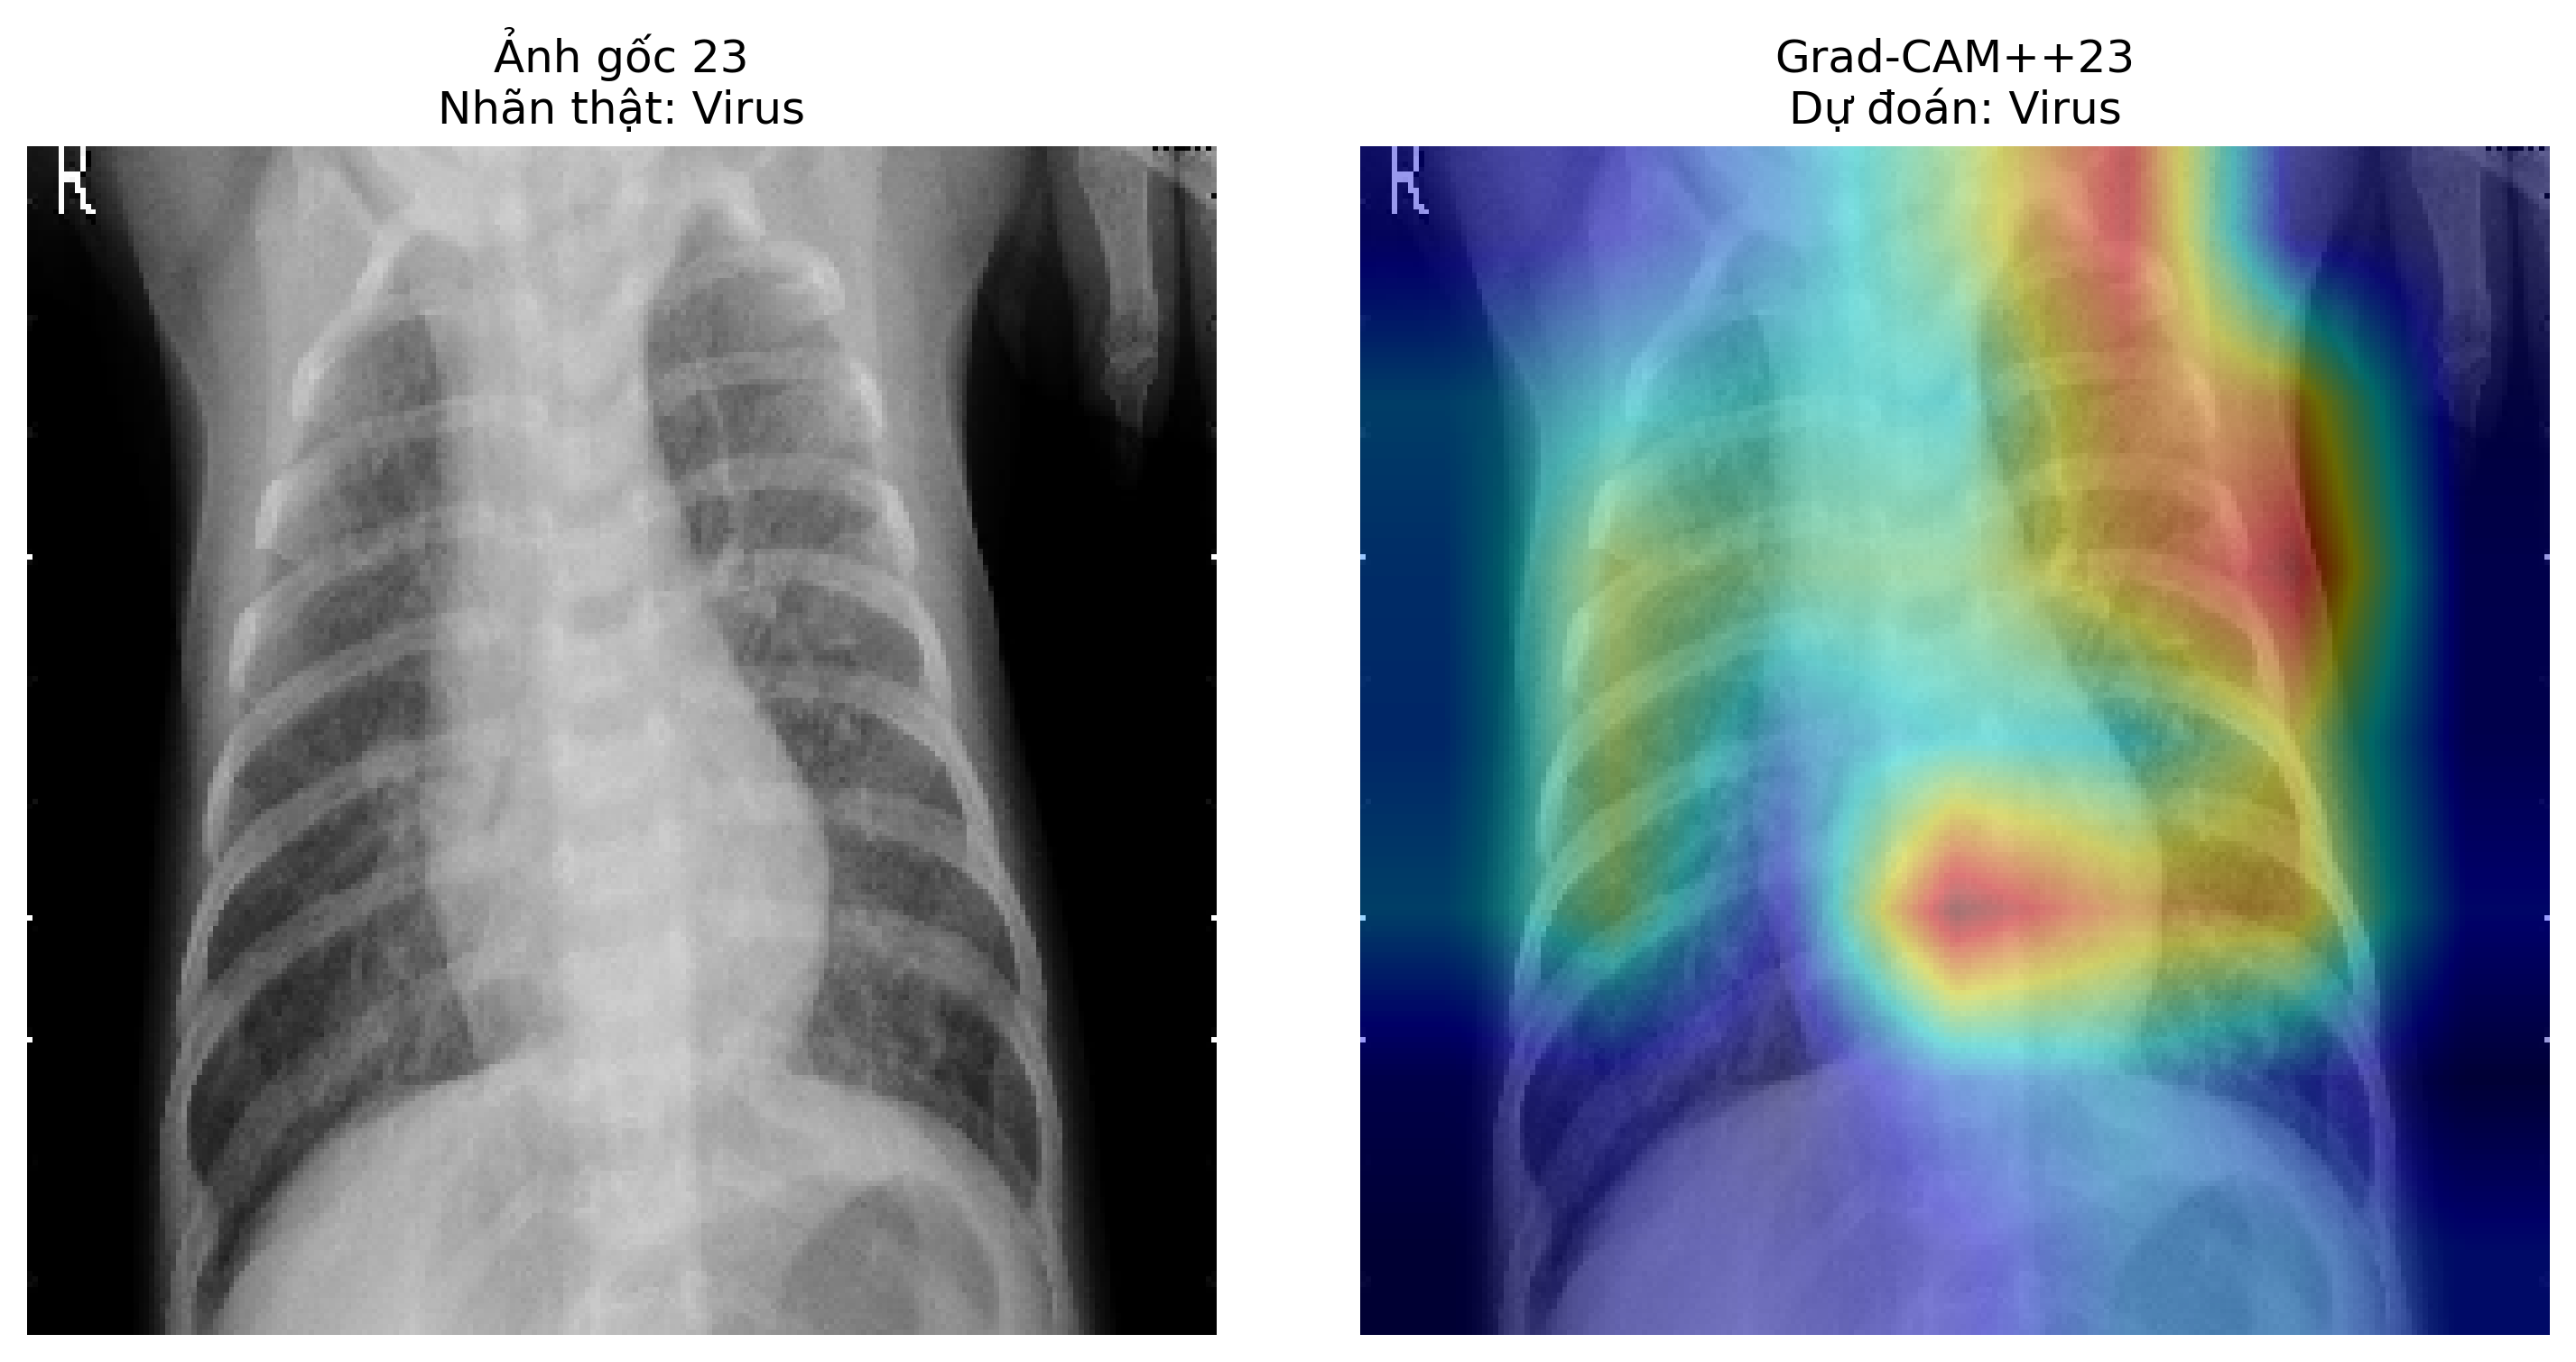 Ảnh gốc 23
Nhãn thật: Virus
Grad-CAM++23
Dự đoán: Virus
R
R